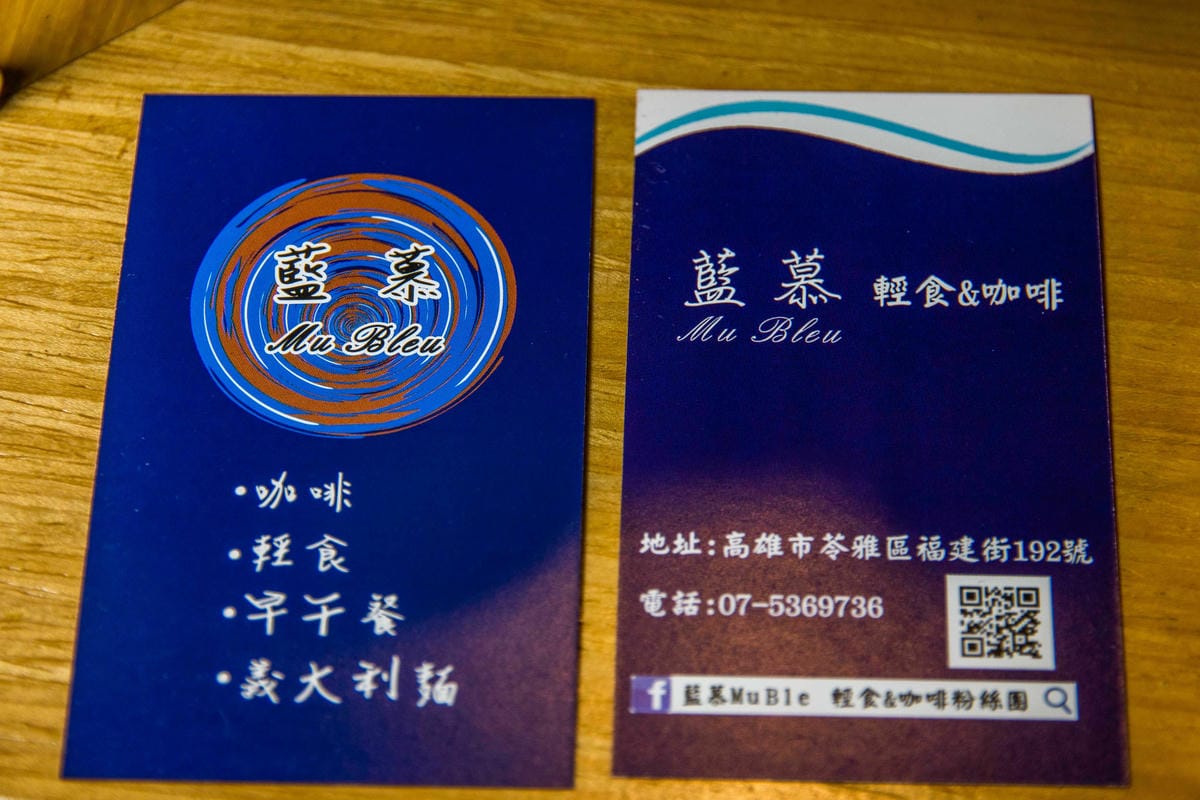 藍 慕
Mu Bleu
•咖啡
•輕食
•早午餐
•義大利麵
藍 慕 輕食&咖啡
Mu Bleu
地址:高雄市苓雅區福建街192號
電話:07-5369736
f 藍慕MuBle 輕食&咖啡粉絲團